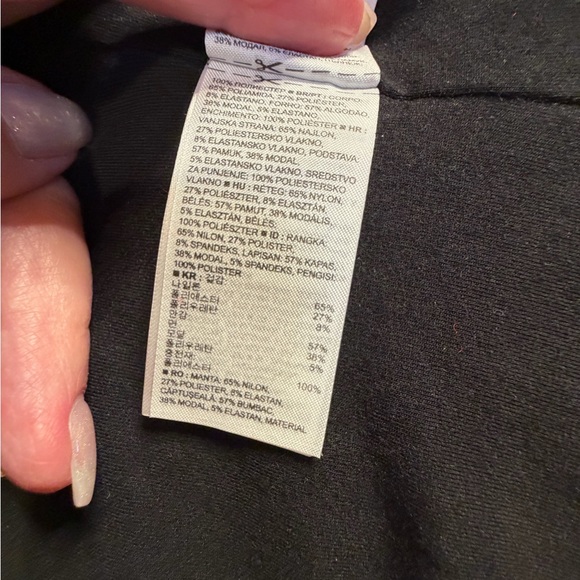 38% МОДАЛ, 5% ЕЛАСТАН
100% ПОЛИЕСТЕР ■ BR/PT: CORPO:
65% POLIAMIDA, 27% POLIÉSTER,
8% ELASTANO, FORRO: 57% ALGODÃO,
38% MODAL, 5% ELASTANO,
ENCHIMENTO: 100% POLIÉSTER ■ HR:
VANJSKA STRANA: 65% NAJLON,
27% POLIESTERSKO VLAKNO,
8% ELASTANSKO VLAKNO, PODSTAVA:
57% PAMUK, 38% MODAL,
5% ELASTANSKO VLAKNO, SREDSTVO
ZA PUNJENJE: 100% POLIESTERSKO
VLAKNO ■ HU: RÉTEG: 65% NYLON,
27% POLIÉSZTER, 8% ELASZTÁN,
BÉLÉS: 57% PAMUT, 38% MODÁLIS,
5% ELASZTÁN, BÉLÉS:
100% POLIÉSZTER ■ ID: RANGKA:
65% NILON, 27% POLISTER,
8% SPANDEKS, LAPISAN: 57% KAPAS,
38% MODAL, 5% SPANDEKS, PENGISI:
100% POLISTER
■ KR: 겉감:
나일론 65%
폴리에스터 27%
폴리우레탄 8%
안감
면 57%
모달 38%
폴리우레탄 5%
충전재:
폴리에스터 100%
■ RO: MANTA: 65% NILON,
27% POLIESTER, 8% ELASTAN,
CĂPTUȘEALĂ: 57% BUMBAC,
38% MODAL, 5% ELASTAN, MATERIAL